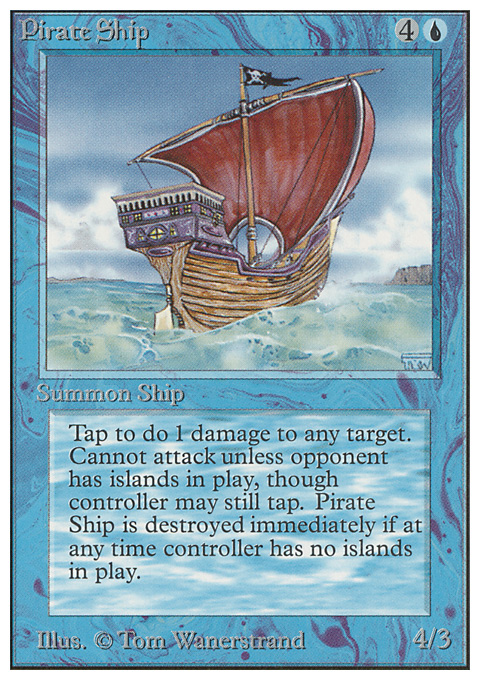 Pirate Ship 4
Summon Ship
Tap to do 1 damage to any target.
Cannot attack unless opponent
has islands in play, though
controller may still tap. Pirate
Ship is destroyed immediately if at
any time controller has no islands
in play.
Illus. © Tom Wänerstrand 4/3